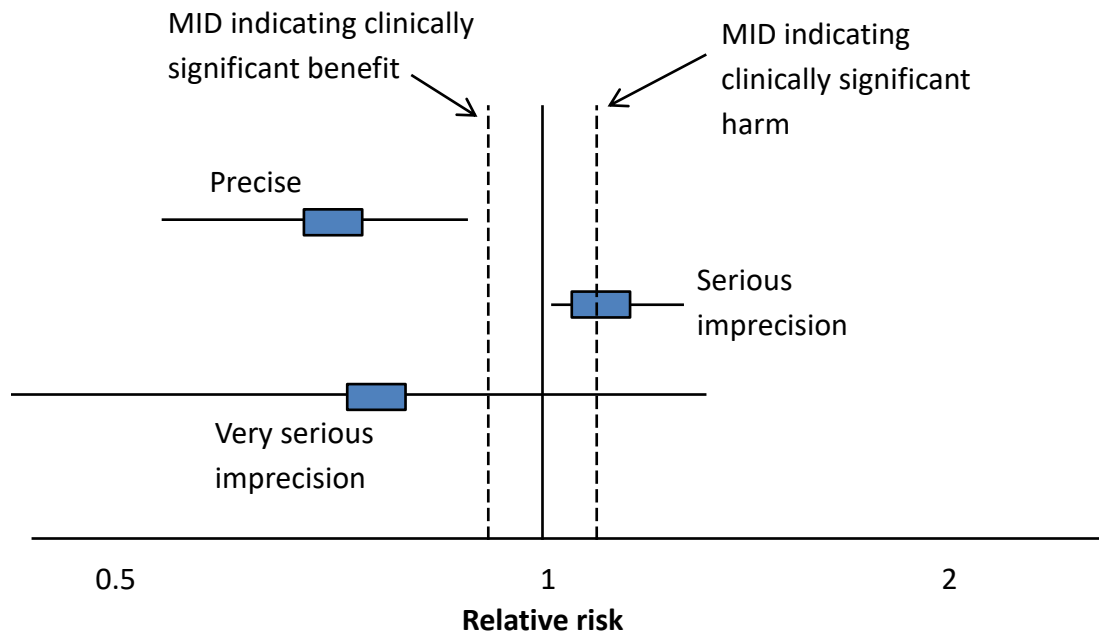 MID indicating clinically
significant benefit
MID indicating
clinically significant
harm
Precise
Serious
imprecision
Very serious
imprecision
0.5
1
2
Relative risk